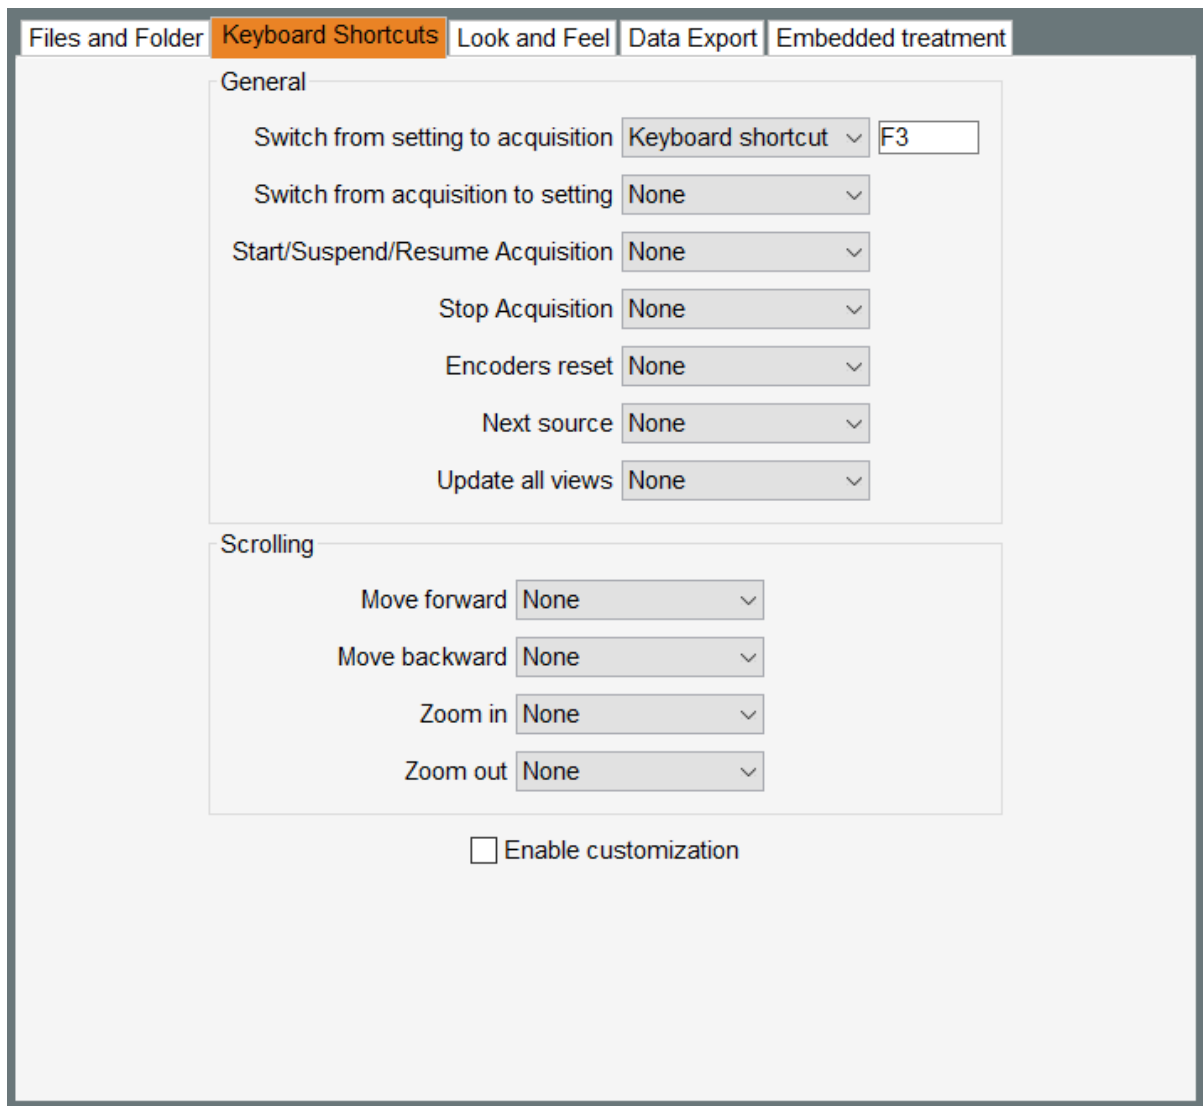 Files and Folder Keyboard Shortcuts Look and Feel Data Export Embedded treatment
General
Switch from setting to acquisition Keyboard shortcut F3
Switch from acquisition to setting None
Start/Suspend/Resume Acquisition None
Stop Acquisition None
Encoders reset None
Next source None
Update all views None
Scrolling
Move forward None
Move backward None
Zoom in None
Zoom out None
Enable customization